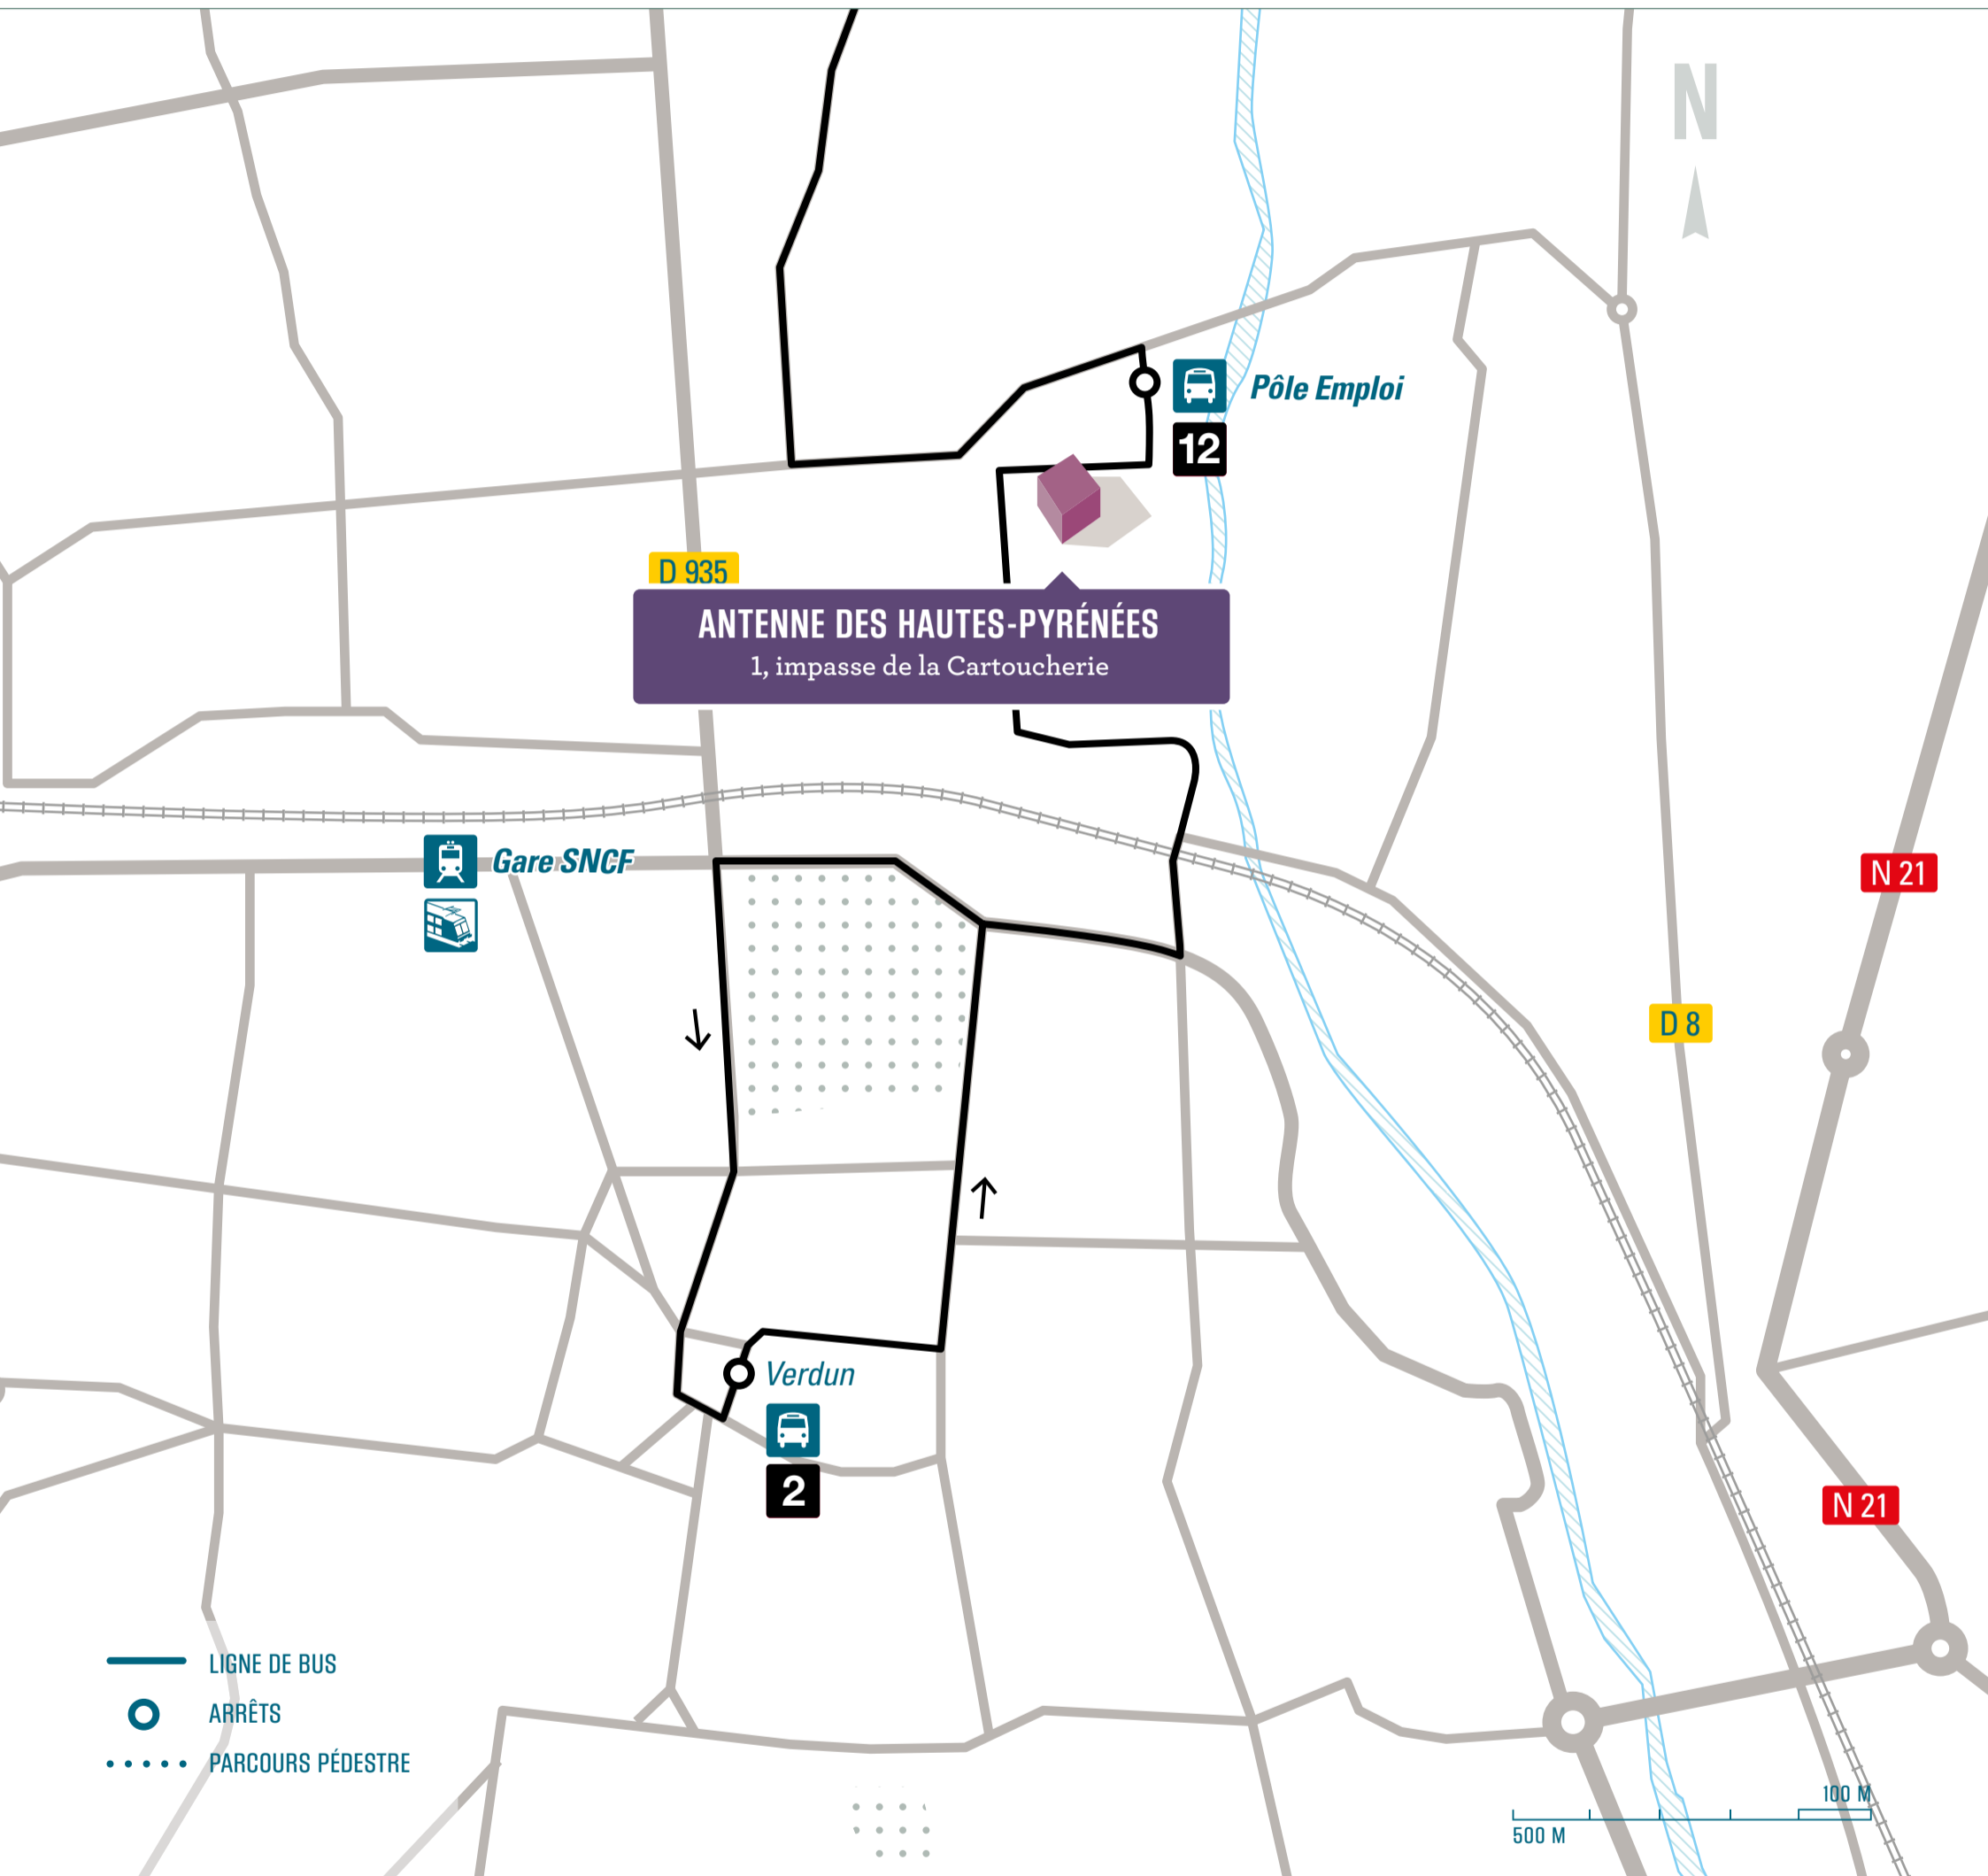 N
Pôle Emploi
12
D 935
ANTENNE DES HAUTES-PYRÉNÉES
1, impasse de la Cartoucherie
Gare SNCF
N 21
D 8
Verdun
2
N 21
LIGNE DE BUS
ARRÊTS
PARCOURS PÉDESTRE
100 M
500 M